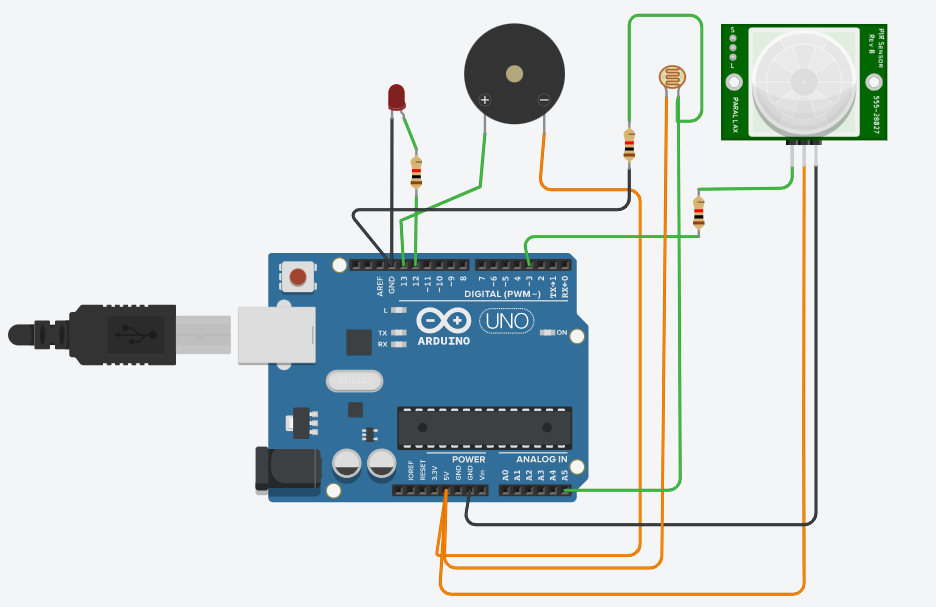 S
L
PIR SENSOR
REV B
PARALLAX
555-28027
+
−
AREF
GND
13
12
~11
~10
~9
8
7
~6
~5
4
~3
2
TX→1
RX←0
DIGITAL (PWM~)
L
TX
RX
UNO
ON
ARDUINO
POWER
ANALOG IN
IOREF
RESET
3.3V
5V
GND
GND
Vin
A0
A1
A2
A3
A4
A5